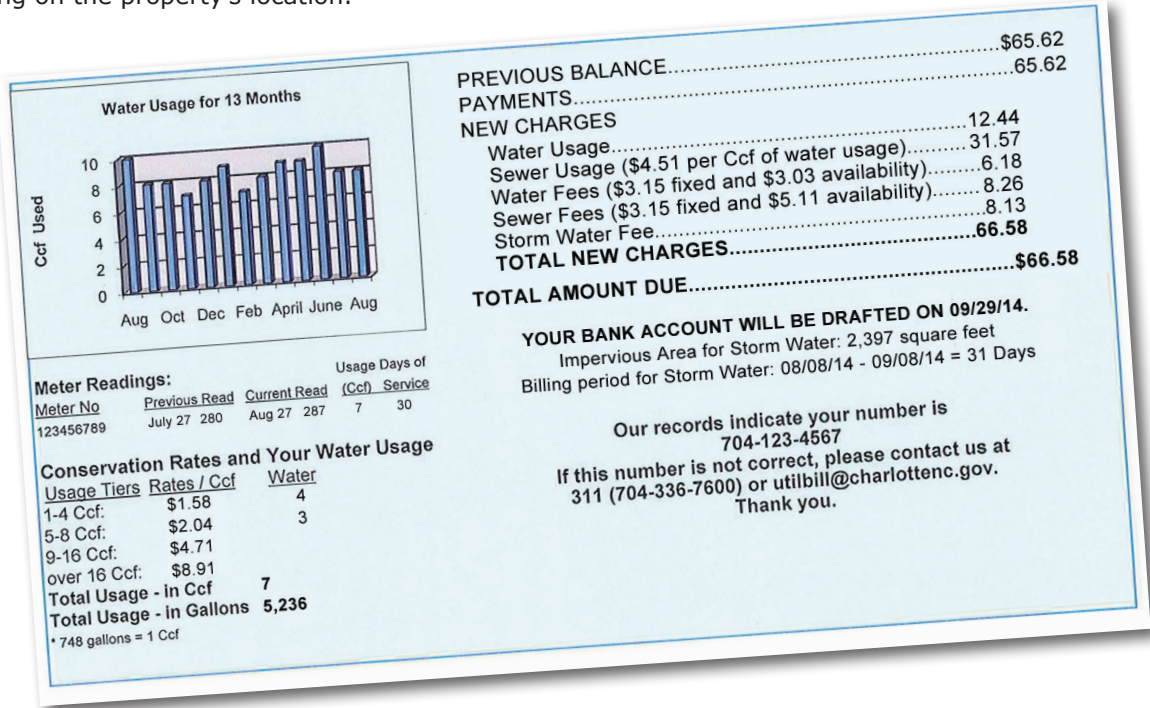 ng on the property's location.
Water Usage for 13 Months
Ccf Used
10
8
6
4
2
0
Aug Oct Dec Feb April June Aug
Meter Readings:
Usage Days of
Meter No Previous Read Current Read (Ccf) Service
123456789 July 27 280 Aug 27 287 7 30
Conservation Rates and Your Water Usage
Usage Tiers Rates / Ccf Water
1-4 Ccf: $1.58 4
5-8 Ccf: $2.04 3
9-16 Ccf: $4.71
over 16 Ccf: $8.91
Total Usage - in Ccf 7
Total Usage - in Gallons 5,236
* 748 gallons = 1 Ccf
PREVIOUS BALANCE...$65.62
PAYMENTS...65.62
NEW CHARGES
Water Usage...12.44
Sewer Usage ($4.51 per Ccf of water usage)...31.57
Water Fees ($3.15 fixed and $3.03 availability)...6.18
Sewer Fees ($3.15 fixed and $5.11 availability)...8.26
Storm Water Fee...8.13
TOTAL NEW CHARGES...66.58
TOTAL AMOUNT DUE...$66.58
YOUR BANK ACCOUNT WILL BE DRAFTED ON 09/29/14.
Impervious Area for Storm Water: 2,397 square feet
Billing period for Storm Water: 08/08/14 - 09/08/14 = 31 Days
Our records indicate your number is
704-123-4567
If this number is not correct, please contact us at
311 (704-336-7600) or utilbill@charlottenc.gov.
Thank you.